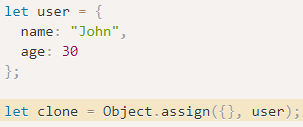 let user = {
  name: "John",
  age: 30
};

let clone = Object.assign({}, user);